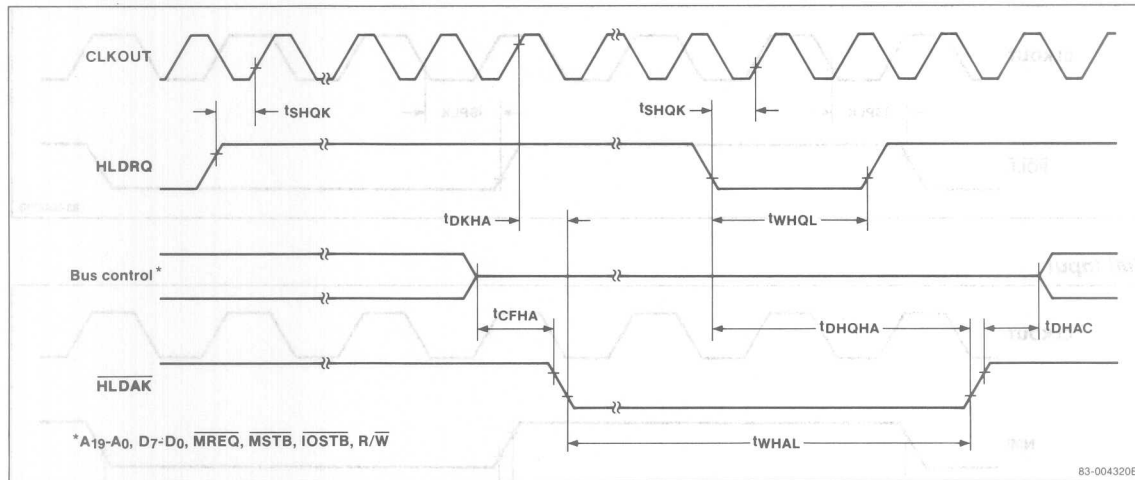 CLKOUT
tSHQK
tSHQK
HLDRQ
tDKHA
tWHQL
Bus control*
tCFHA
tDHQHA
tDHAC
HLDAK
*A19-A0, D7-D0, MREQ, MSTB, IOSTB, R/W
tWHAL
83-004320B